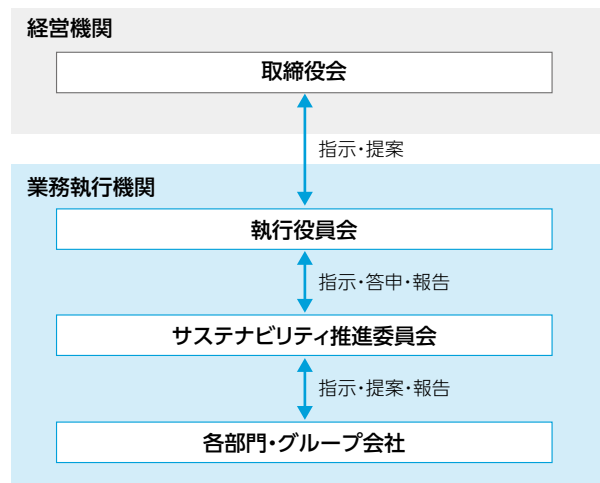 経営機関
取締役会
指示・提案
業務執行機関
執行役員会
指示・答申・報告
サステナビリティ推進委員会
指示・提案・報告
各部門・グループ会社